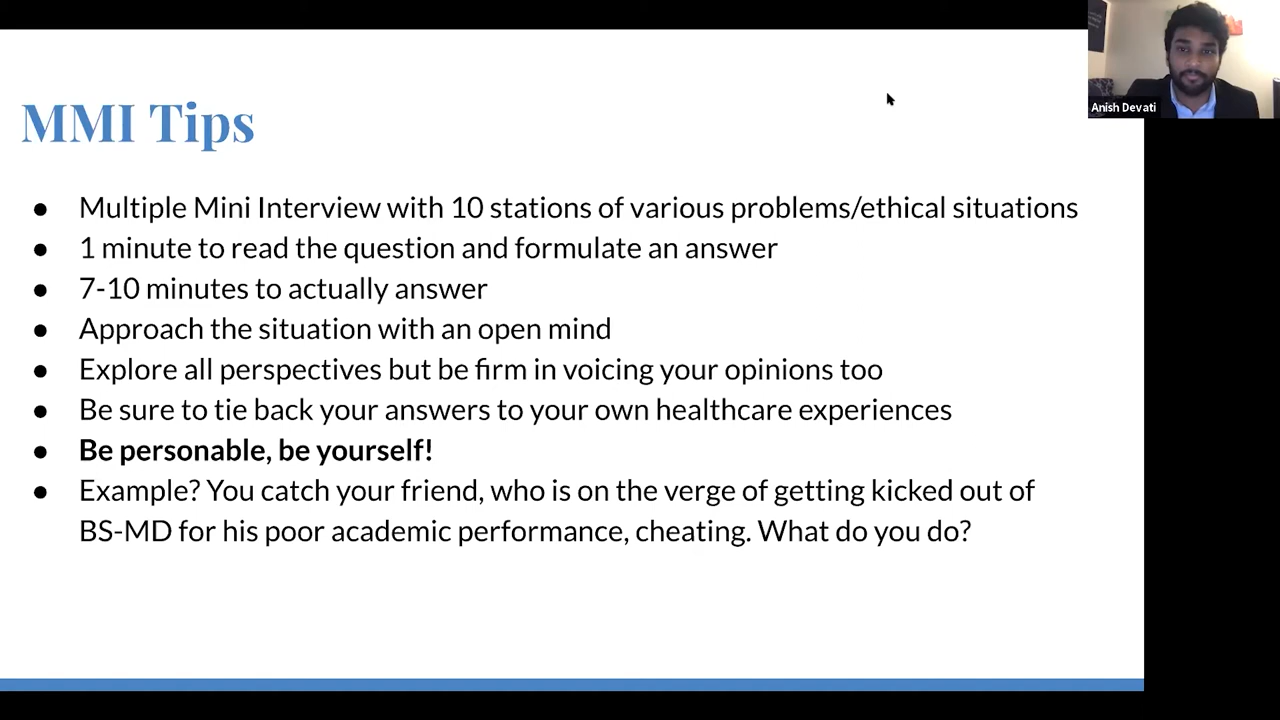 MMI Tips
● Multiple Mini Interview with 10 stations of various problems/ethical situations
● 1 minute to read the question and formulate an answer
● 7-10 minutes to actually answer
● Approach the situation with an open mind
● Explore all perspectives but be firm in voicing your opinions too
● Be sure to tie back your answers to your own healthcare experiences
● Be personable, be yourself!
● Example? You catch your friend, who is on the verge of getting kicked out of
BS-MD for his poor academic performance, cheating. What do you do?
Anish Devati